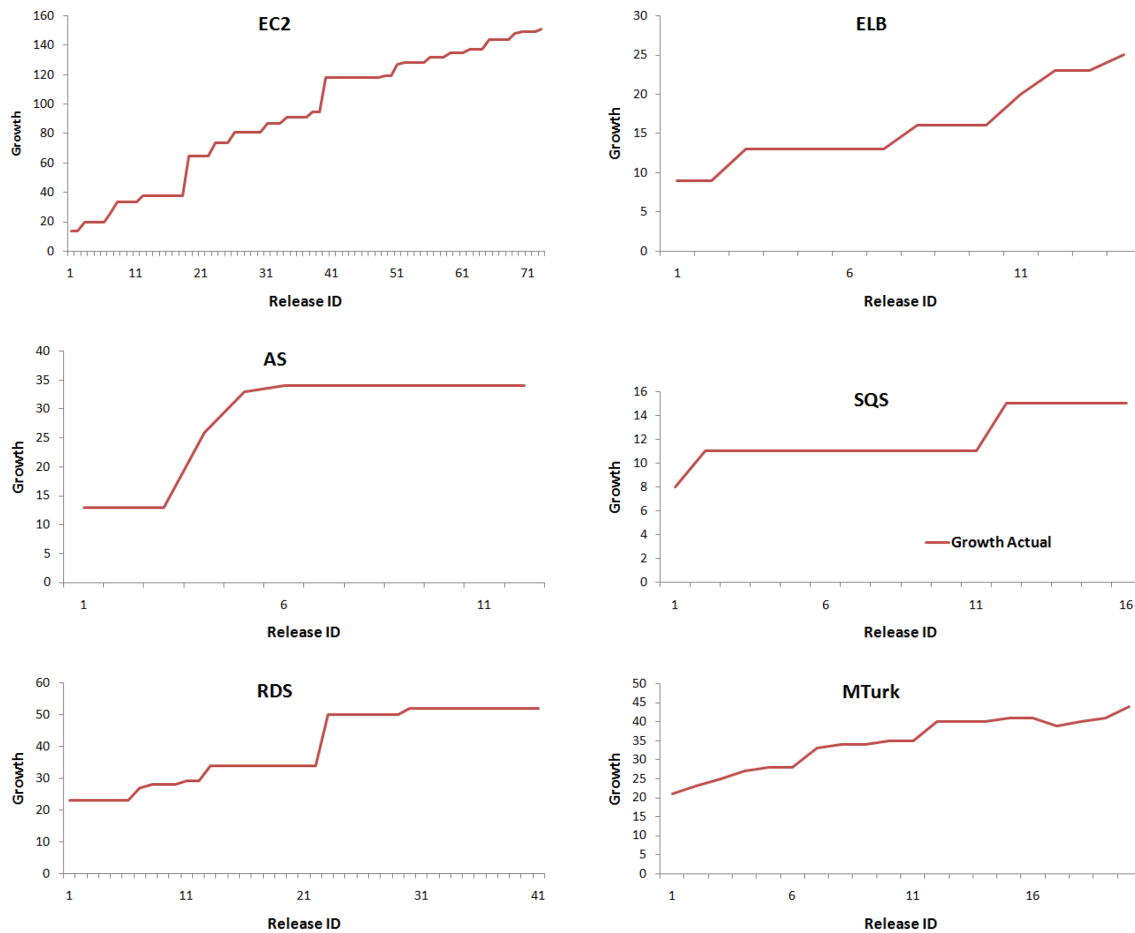 EC2
160
140
120
100
80
60
40
20
0
Growth
1 11 21 31 41 51 61 71
Release ID
ELB
30
25
20
15
10
5
0
Growth
1 6 11
Release ID
AS
40
35
30
25
20
15
10
5
0
Growth
1 6 11
Release ID
SQS
16
14
12
10
8
6
4
2
0
Growth
Growth Actual
1 6 11 16
Release ID
RDS
60
50
40
30
20
10
0
Growth
1 11 21 31 41
Release ID
MTurk
50
45
40
35
30
25
20
15
10
5
0
Growth
1 6 11 16
Release ID